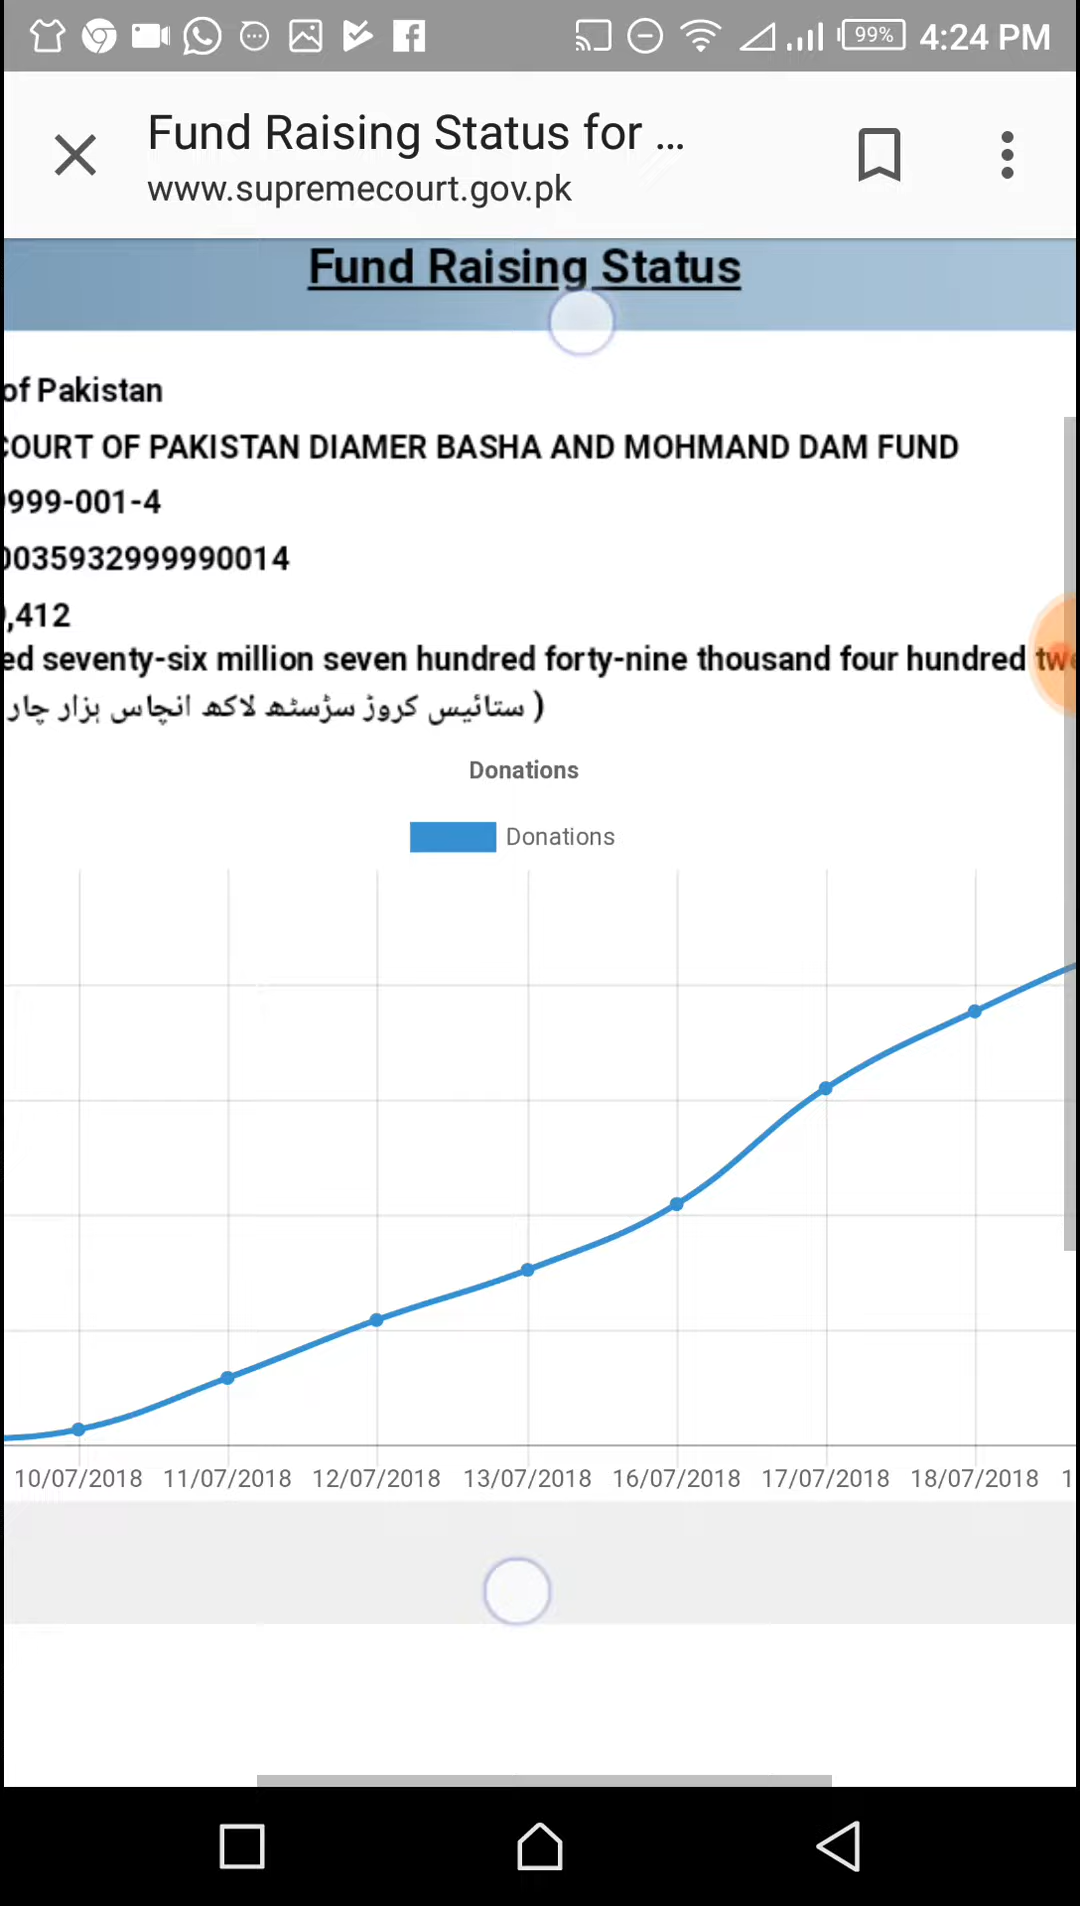 99% 4:24 PM
Fund Raising Status for ...
www.supremecourt.gov.pk
Fund Raising Status
of Pakistan
COURT OF PAKISTAN DIAMER BASHA AND MOHMAND DAM FUND
9999-001-4
0035932999990014
,412
ed seventy-six million seven hundred forty-nine thousand four hundred
( ستائیس کروڑ سڑسٹھ لاکھ انچاس ہزار چار
Donations
Donations
10/07/2018 11/07/2018 12/07/2018 13/07/2018 16/07/2018 17/07/2018 18/07/2018 1